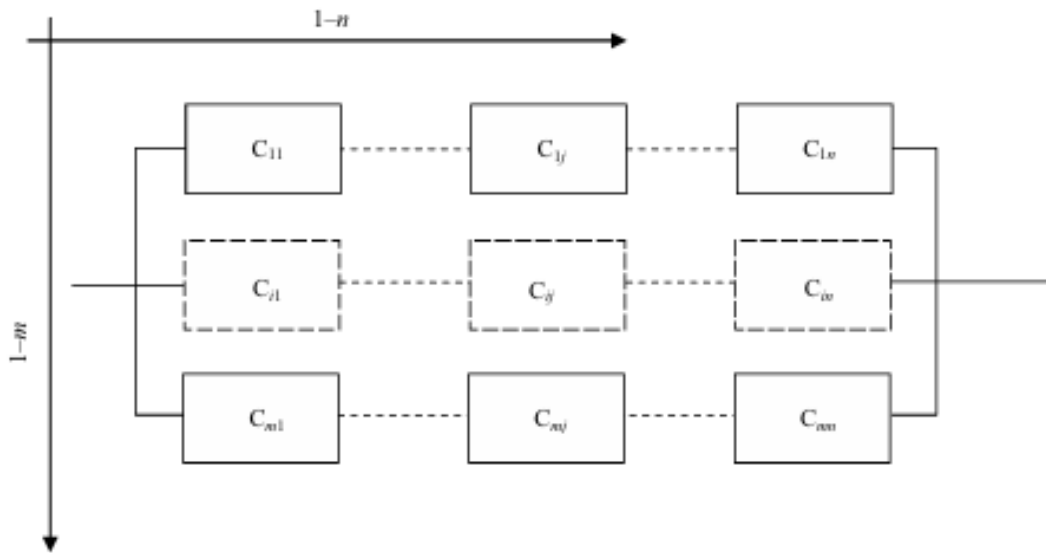 1–n
C11 C1j C1n
Ci1 Cij Cin
1–m
Cm1 Cmj Cmn